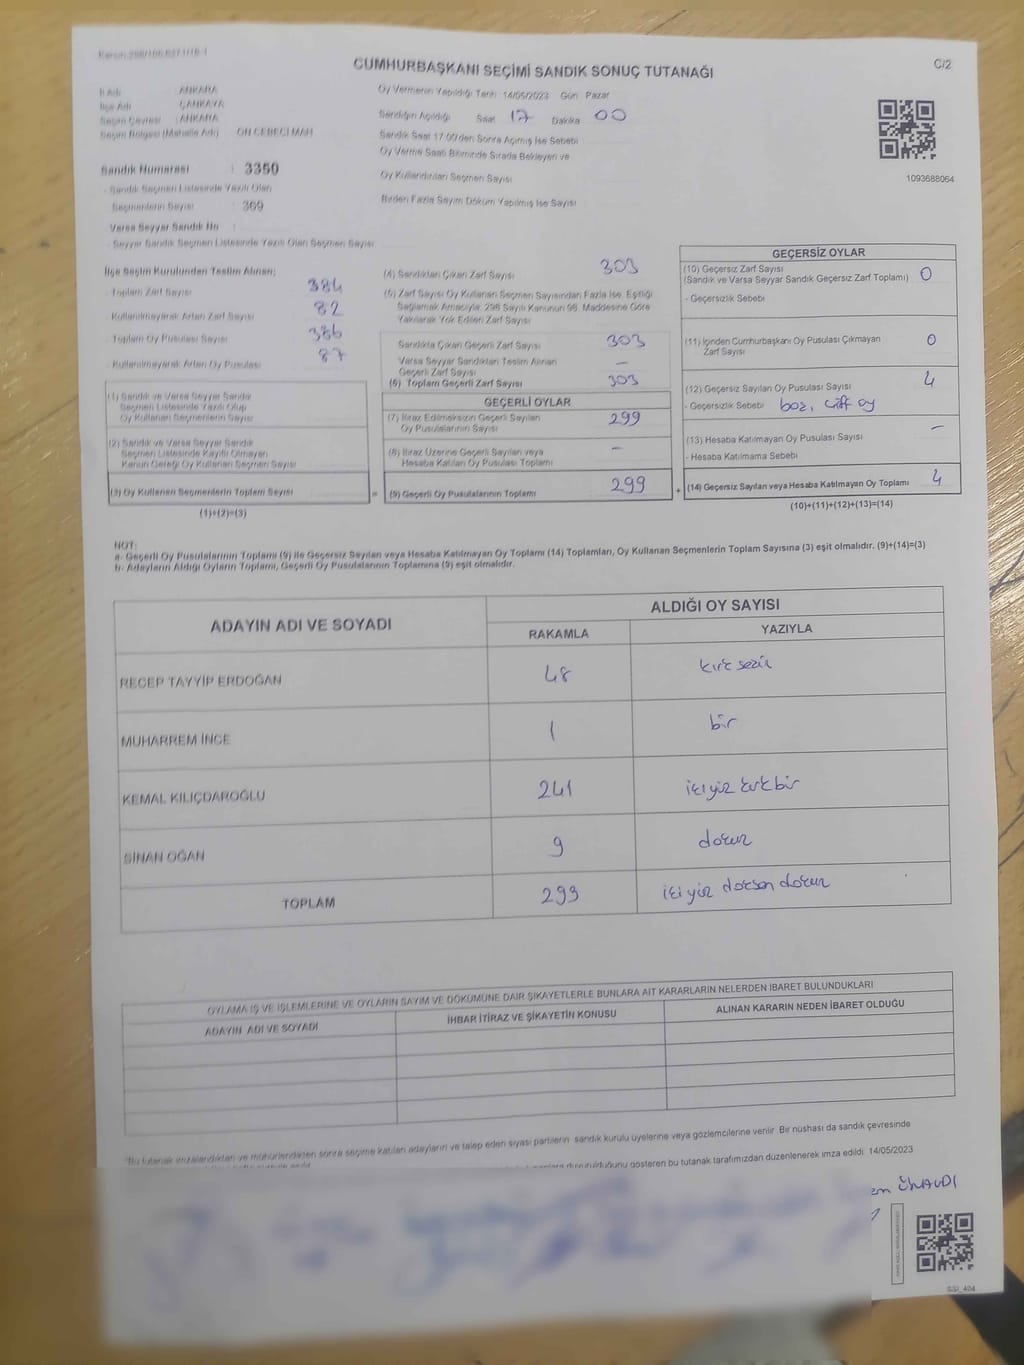 CUMHURBAŞKANI SEÇİMİ SANDIK SONUÇ TUTANAĞI
C/2
İl Adı : ANKARA
İlçe Adı : ÇANKAYA
Seçim Çevresi : ANKARA
Seçim Bölgesi (Mahalle Adı) : ÖN CEBECİ MAH
Sandık Numarası : 3350
Sandık Seçmen Listesinde Yazılı Olan
Seçmenlerin Sayısı : 369
Varsa Seyyar Sandık No :
- Seyyar Sandık Seçmen Listesinde Yazılı Olan Seçmen Sayısı
Oy Vermenin Yapıldığı Tarih 14/05/2023 Gün Pazar
Sandığın Açıldığı Saat 17 Dakika 00
Sandık Saat 17:00'den Sonra Açımış İse Sebebi
Oy Verme Saati Bitiminde Sırada Bekleyen ve
Oy Kullandırılan Seçmen Sayısı
Birden Fazla Sayım Döküm Yapılmış İse Sayısı
1093688064
İlçe Seçim Kurulundan Teslim Alınan;
- Toplam Zarf Sayısı 384
- Kullanılmayarak Artan Zarf Sayısı 82
- Toplam Oy Pusulası Sayısı 386
- Kullanılmayarak Artan Oy Pusulası 87
(1) Sandık ve Varsa Seyyar Sandık
Seçmen Listesinde Yazılı Olup
Oy Kullanan Seçmenlerin Sayısı
(2) Sandık ve Varsa Seyyar Sandık
Seçmen Listesinde Kayıtlı Olmayan
Kanun Gereği Oy Kullanan Seçmen Sayısı
(3) Oy Kullanan Seçmenlerin Toplam Sayısı =
(1)+(2)=(3)
(4) Sandıktan Çıkan Zarf Sayısı 303
(5) Zarf Sayısı Oy Kullanan Seçmen Sayısından Fazla İse, Eşitliği
Sağlamak Amacıyla, 298 Sayılı Kanunun 98. Maddesine Göre
Yakılarak Yok Edilen Zarf Sayısı
Sandıkta Çıkan Geçerli Zarf Sayısı 303
Varsa Seyyar Sandıktan Teslim Alınan
Geçerli Zarf Sayısı –
(6) Toplam Geçerli Zarf Sayısı 303
GEÇERLİ OYLAR
(7) İtiraz Edilmeksizin Geçerli Sayılan
Oy Pusulalarının Sayısı 299
(8) İtiraz Üzerine Geçerli Sayılan veya
Hesaba Katılan Oy Pusulası Toplamı –
(9) Geçerli Oy Pusulalarının Toplamı 299 +
GEÇERSİZ OYLAR
(10) Geçersiz Zarf Sayısı
(Sandık ve Varsa Seyyar Sandık Geçersiz Zarf Toplamı) 0
- Geçersizlik Sebebi
(11) İçinden Cumhurbaşkanı Oy Pusulası Çıkmayan
Zarf Sayısı 0
(12) Geçersiz Sayılan Oy Pusulası Sayısı 4
- Geçersizlik Sebebi boş, çift oy
(13) Hesaba Katılmayan Oy Pusulası Sayısı –
- Hesaba Katılmama Sebebi
(14) Geçersiz Sayılan veya Hesaba Katılmayan Oy Toplamı 4
(10)+(11)+(12)+(13)=(14)
NOT:
a- Geçerli Oy Pusulalarının Toplamı (9) ile Geçersiz Sayılan veya Hesaba Katılmayan Oy Toplamı (14) Toplamları, Oy Kullanan Seçmenlerin Toplam Sayısına (3) eşit olmalıdır. (9)+(14)=(3)
b- Adayların Aldığı Oyların Toplamı, Geçerli Oy Pusulalarının Toplamına (9) eşit olmalıdır.
ADAYIN ADI VE SOYADI
ALDIĞI OY SAYISI
RAKAMLA YAZIYLA
RECEP TAYYİP ERDOĞAN 48 kırk sekiz
MUHARREM İNCE 1 bir
KEMAL KILIÇDAROĞLU 241 ikiyüz kırkbir
SİNAN OĞAN 9 dokuz
TOPLAM 299 ikiyüz doksan dokuz
OYLAMA İŞ VE İŞLEMLERİNE VE OYLARIN SAYIM VE DÖKÜMÜNE DAİR ŞİKAYETLERLE BUNLARA AİT KARARLARIN NELERDEN İBARET BULUNDUKLARI
ADAYIN ADI VE SOYADI İHBAR İTİRAZ VE ŞİKAYETİN KONUSU ALINAN KARARIN NEDEN İBARET OLDUĞU
*Bu tutanak imzalandıktan ve mühürlendikten sonra seçime katılan adayların ve talep eden siyasi partilerin sandık kurulu üyelerine veya gözlemcilerine verilir. Bir nüshası da sandık çevresinde
duyurulduğunu gösteren bu tutanak tarafımızdan düzenlenerek imza edildi. 14/05/2023